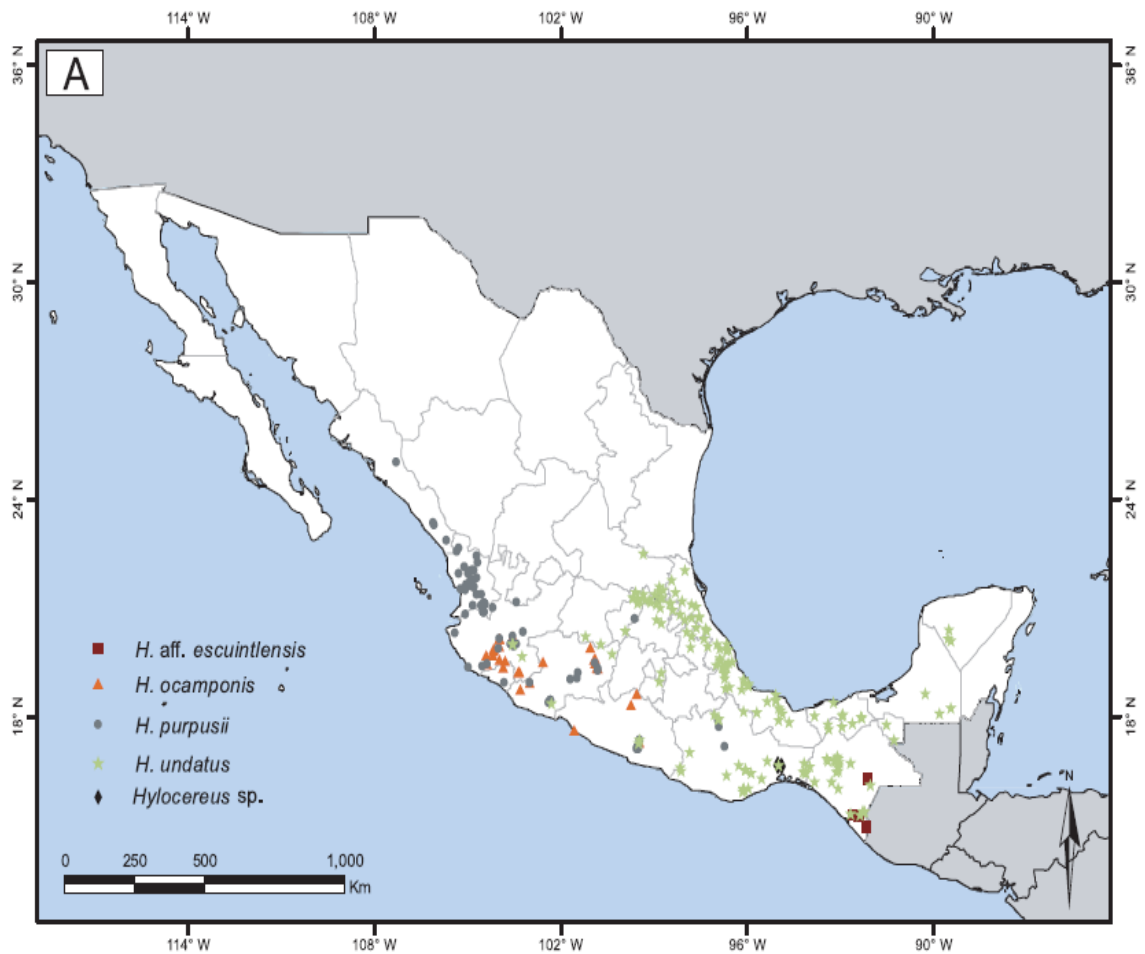 114° W 108° W 102° W 96° W 90° W
A
36° N 36° N
30° N 30° N
24° N 24° N
18° N 18° N
H. aff. escuintlensis
H. ocamponis
H. purpusii
H. undatus
Hylocereus sp.
N
0 250 500 1,000
Km
114° W 108° W 102° W 96° W 90° W